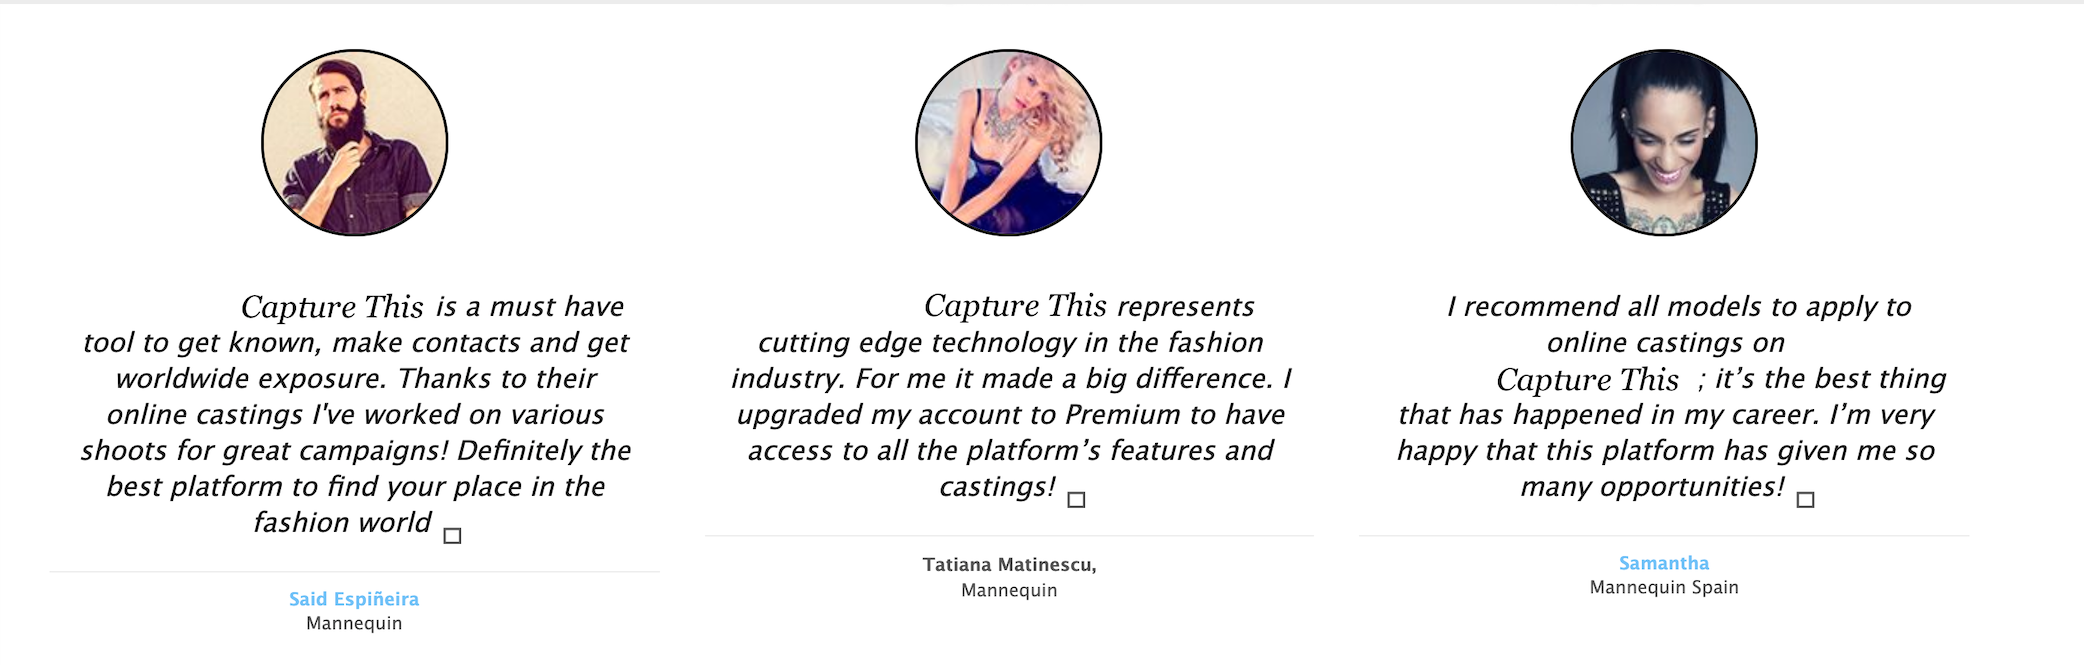 Capture This is a must have
tool to get known, make contacts and get
worldwide exposure. Thanks to their
online castings I've worked on various
shoots for great campaigns! Definitely the
best platform to find your place in the
fashion world
Said Espiñeira
Mannequin
Capture This represents
cutting edge technology in the fashion
industry. For me it made a big difference. I
upgraded my account to Premium to have
access to all the platform’s features and
castings!
Tatiana Matinescu,
Mannequin
I recommend all models to apply to
online castings on
Capture This ; it’s the best thing
that has happened in my career. I’m very
happy that this platform has given me so
many opportunities!
Samantha
Mannequin Spain